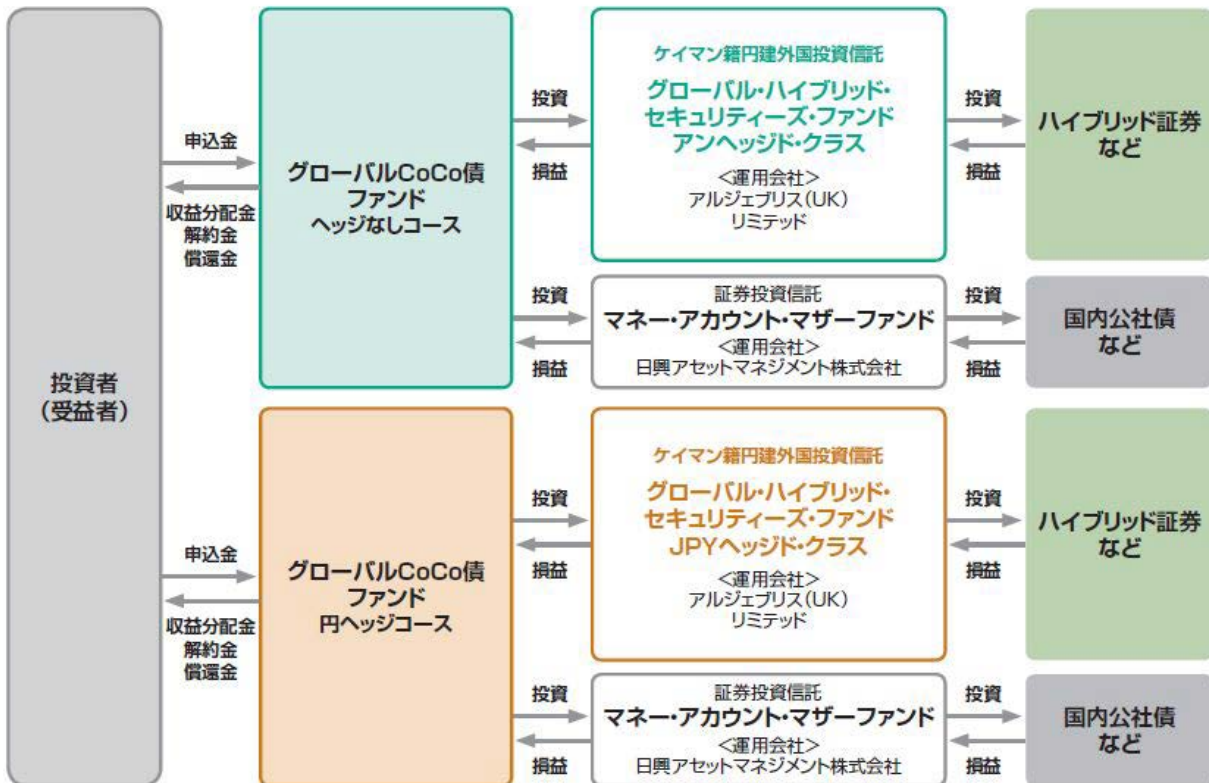 投資者
（受益者）
申込金
収益分配金
解約金
償還金
グローバルCoCo債
ファンド
ヘッジなしコース
投資
損益
ケイマン籍円建外国投資信託
グローバル・ハイブリッド・
セキュリティーズ・ファンド
アンヘッジド・クラス
＜運用会社＞
アルジェブリス（UK）
リミテッド
投資
損益
ハイブリッド証券
など
投資
損益
証券投資信託
マネー・アカウント・マザーファンド
＜運用会社＞
日興アセットマネジメント株式会社
投資
損益
国内公社債
など
申込金
収益分配金
解約金
償還金
グローバルCoCo債
ファンド
円ヘッジコース
投資
損益
ケイマン籍円建外国投資信託
グローバル・ハイブリッド・
セキュリティーズ・ファンド
JPYヘッジド・クラス
＜運用会社＞
アルジェブリス（UK）
リミテッド
投資
損益
ハイブリッド証券
など
投資
損益
証券投資信託
マネー・アカウント・マザーファンド
＜運用会社＞
日興アセットマネジメント株式会社
投資
損益
国内公社債
など